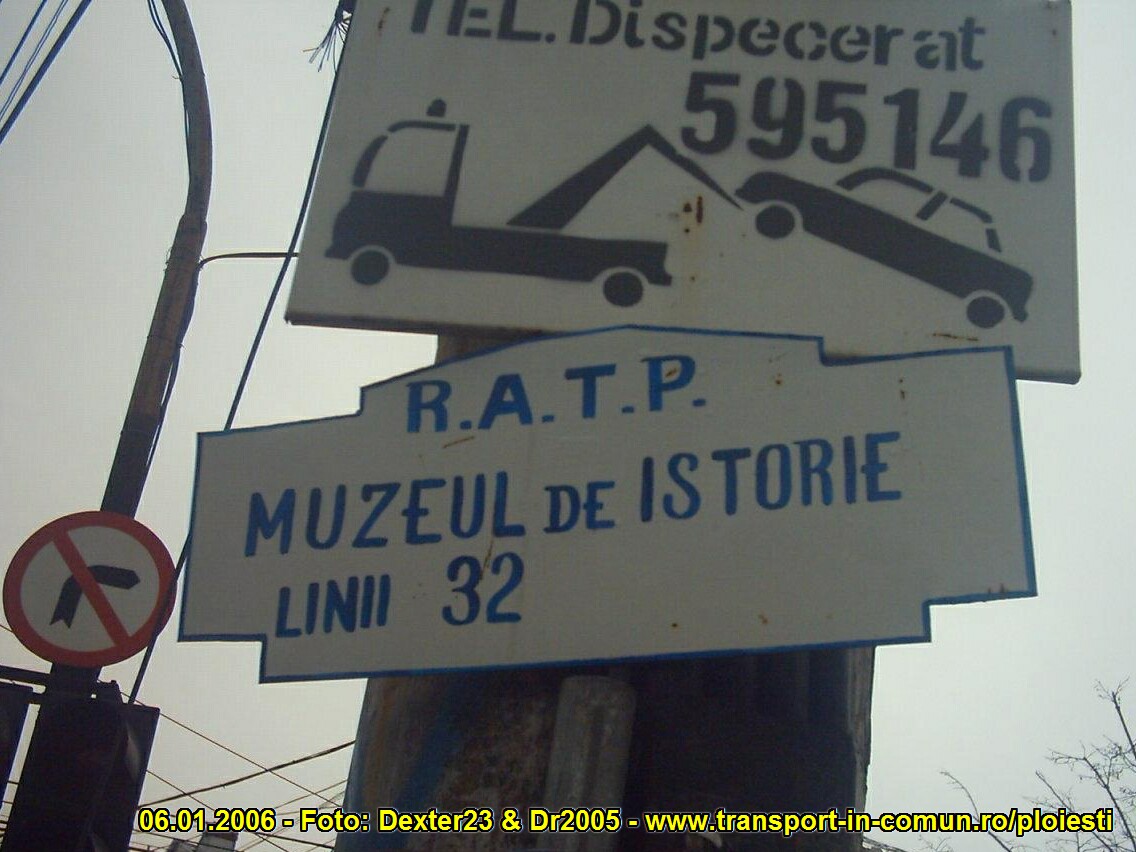 TEL. Dispecerat
595146
R.A.T.P.
MUZEUL DE ISTORIE
LINII 32
06.01.2006 - Foto: Dexter23 & Dr2005 - www.transport-in-comun.ro/ploiesti